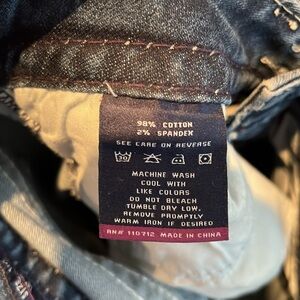 98% COTTON
2% SPANDEX
SEE CARE ON REVERSE
30
MACHINE WASH
COOL WITH
LIKE COLORS
DO NOT BLEACH
TUMBLE DRY LOW,
REMOVE PROMPTLY
WARM IRON IF DESIRED
RN# 110712 MADE IN CHINA